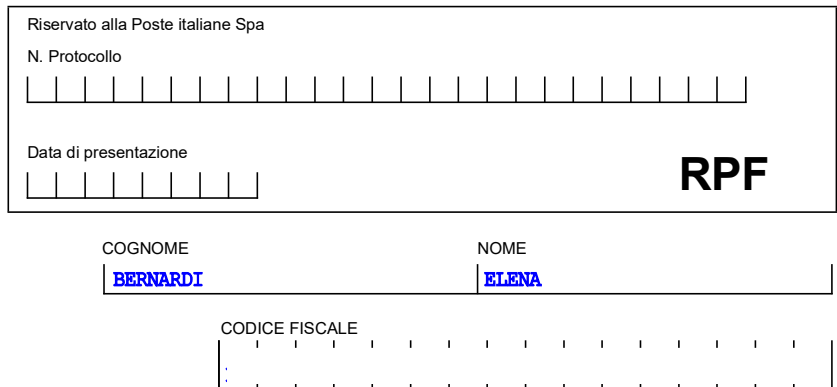 Riservato alla Poste italiane Spa
N. Protocollo
Data di presentazione
RPF
COGNOME
NOME
BERNARDI
ELENA
CODICE FISCALE